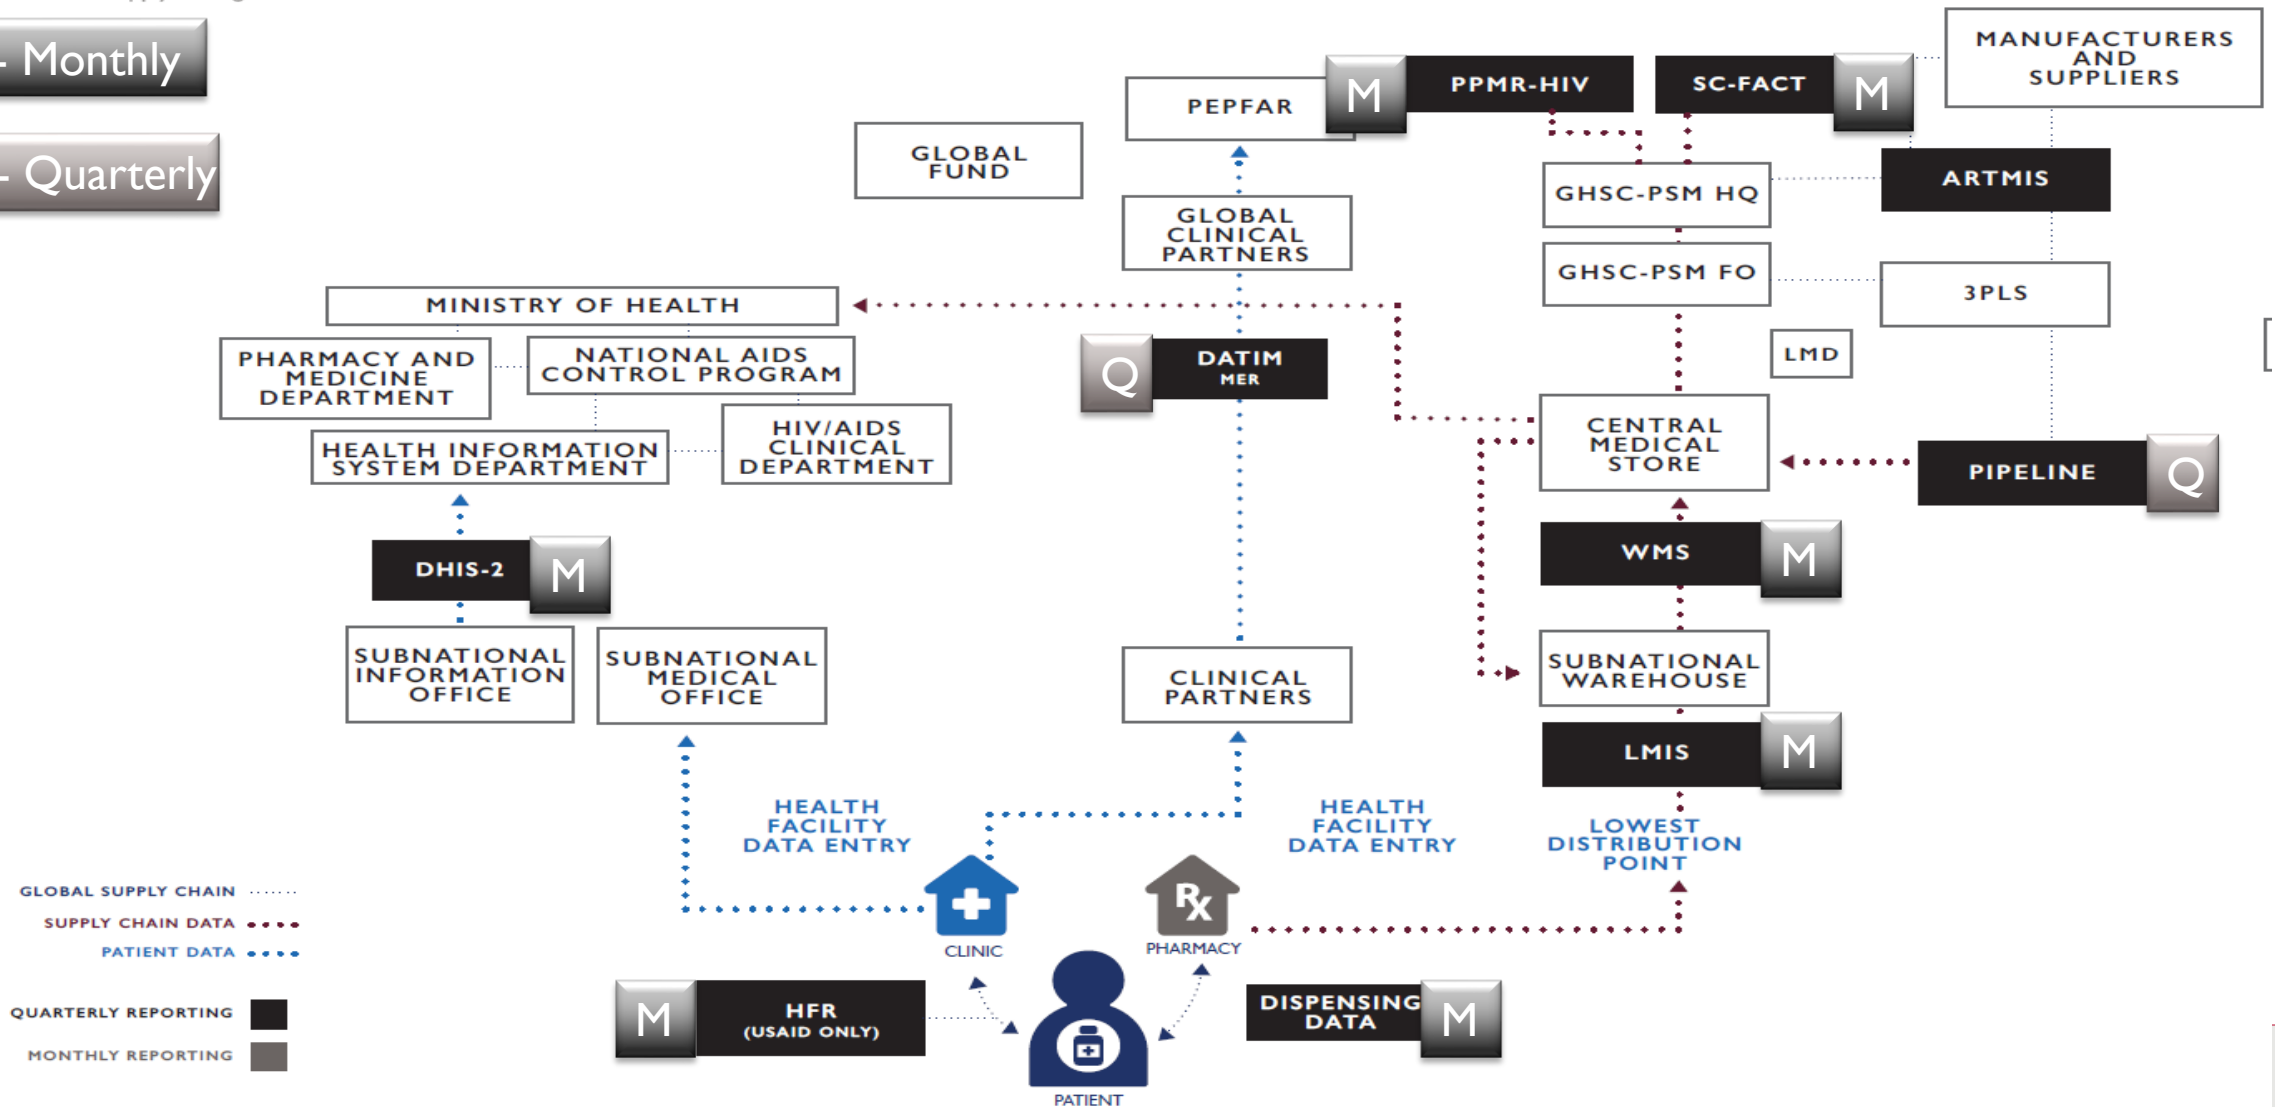 - Monthly
- Quarterly
MANUFACTURERS
AND
SUPPLIERS
PEPFAR
M
PPMR-HIV
SC-FACT
M
GLOBAL
FUND
GHSC-PSM HQ
ARTMIS
GLOBAL
CLINICAL
PARTNERS
GHSC-PSM FO
3PLS
MINISTRY OF HEALTH
PHARMACY AND
MEDICINE
DEPARTMENT
NATIONAL AIDS
CONTROL PROGRAM
Q
DATIM
MER
LMD
HEALTH INFORMATION
SYSTEM DEPARTMENT
HIV/AIDS
CLINICAL
DEPARTMENT
CENTRAL
MEDICAL
STORE
PIPELINE
Q
DHIS-2
M
WMS
M
SUBNATIONAL
INFORMATION
OFFICE
SUBNATIONAL
MEDICAL
OFFICE
CLINICAL
PARTNERS
SUBNATIONAL
WAREHOUSE
LMIS
M
HEALTH
FACILITY
DATA ENTRY
HEALTH
FACILITY
DATA ENTRY
LOWEST
DISTRIBUTION
POINT
GLOBAL SUPPLY CHAIN
SUPPLY CHAIN DATA
PATIENT DATA
Rx
CLINIC
PHARMACY
QUARTERLY REPORTING
MONTHLY REPORTING
M
HFR
(USAID ONLY)
DISPENSING
DATA
M
PATIENT